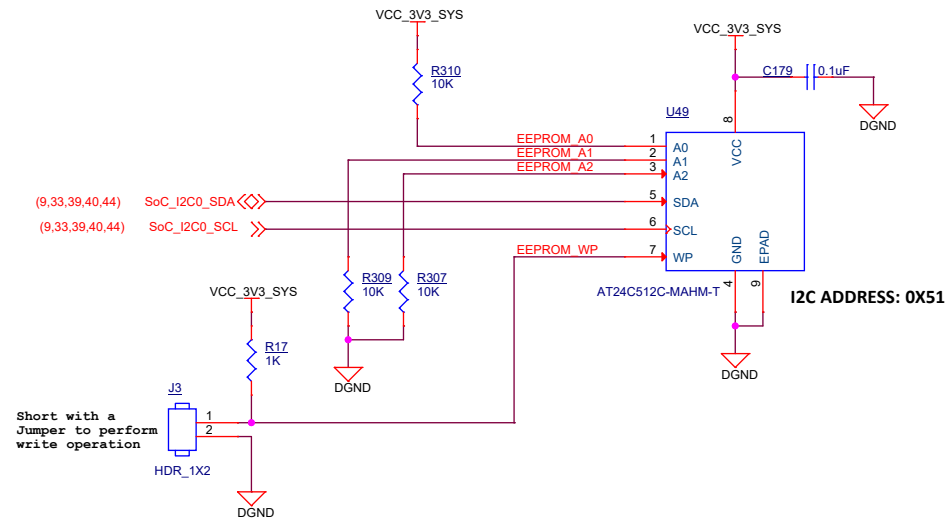 VCC_3V3_SYS
VCC_3V3_SYS
R310
10K
C179 0.1uF
DGND
U49
8
VCC
EEPROM_A0 1 A0
EEPROM_A1 2 A1
EEPROM_A2 3 A2
(9,33,39,40,44) SoC_I2C0_SDA 5 SDA
(9,33,39,40,44) SoC_I2C0_SCL 6 SCL
EEPROM_WP 7 WP
GND
EPAD
4
9
R309
10K
R307
10K
AT24C512C-MAHM-T
I2C ADDRESS: 0X51
VCC_3V3_SYS
R17
1K
DGND
DGND
J3
Short with a
Jumper to perform
write operation
1
2
HDR_1X2
DGND